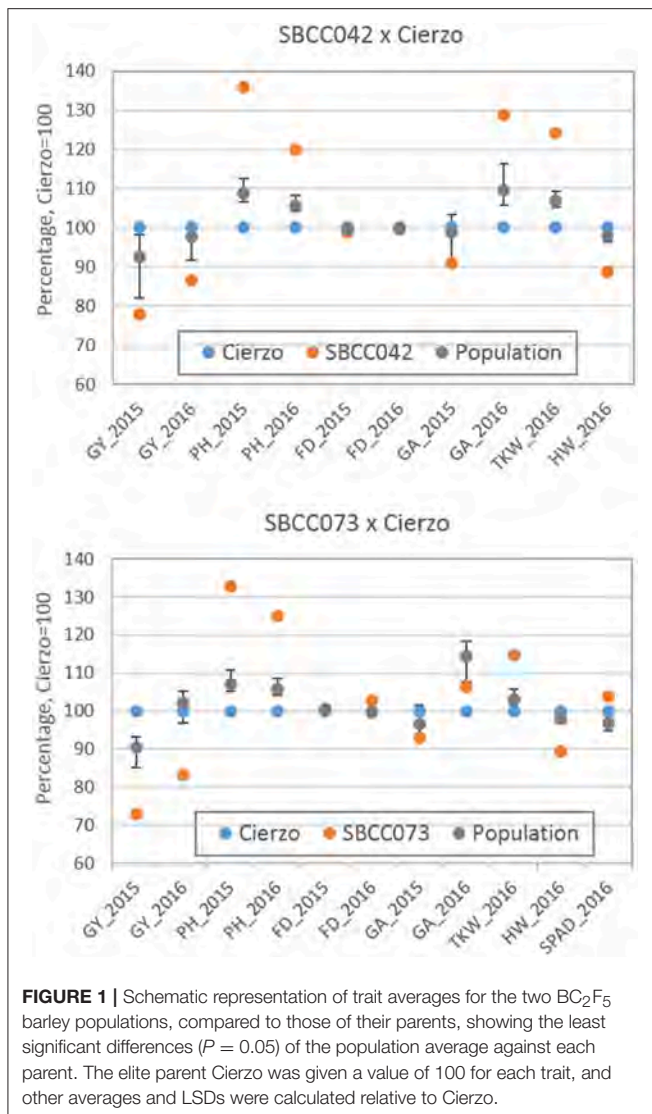 SBCC042 x Cierzo
Percentage, Cierzo=100
140
130
120
110
100
90
80
70
60
Cierzo SBCC042 Population
GY_2015 GY_2016 PH_2015 PH_2016 FD_2015 FD_2016 GA_2015 GA_2016 TKW_2016 HW_2016
SBCC073 x Cierzo
Percentage, Cierzo=100
140
130
120
110
100
90
80
70
60
Cierzo SBCC073 Population
GY_2015 GY_2016 PH_2015 PH_2016 FD_2015 FD_2016 GA_2015 GA_2016 TKW_2016 HW_2016 SPAD_2016
FIGURE 1 | Schematic representation of trait averages for the two BC₂F₅
barley populations, compared to those of their parents, showing the least
significant differences (P = 0.05) of the population average against each
parent. The elite parent Cierzo was given a value of 100 for each trait, and
other averages and LSDs were calculated relative to Cierzo.